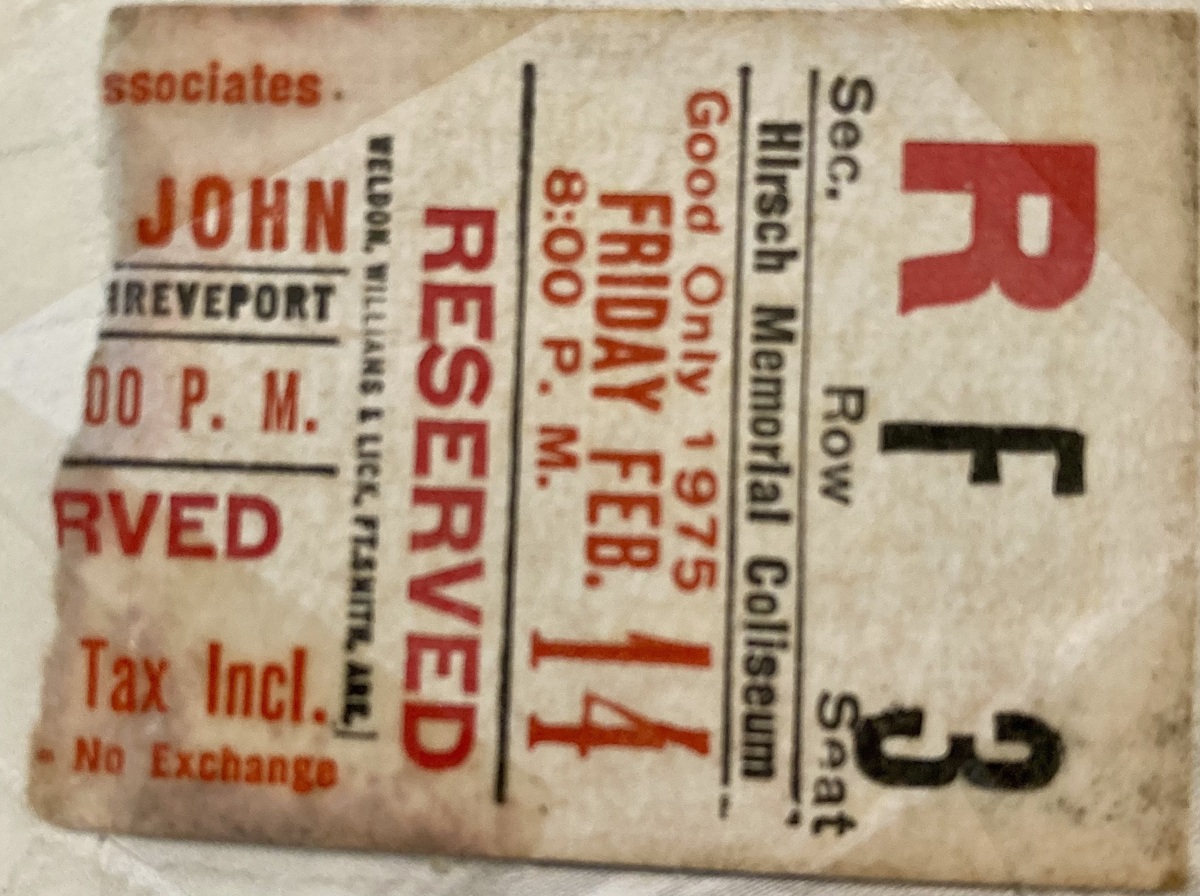 R F 3
Sec. Row Seat
Hirsch Memorial Coliseum
Good Only 1975
FRIDAY FEB. 14
8:00 P. M.
RESERVED
WELDON, WILLIAMS & LICK, FT.SMITH, ARK.
ssociates.
JOHN
HREVEPORT
00 P. M.
RVED
Tax Incl.
- No Exchange